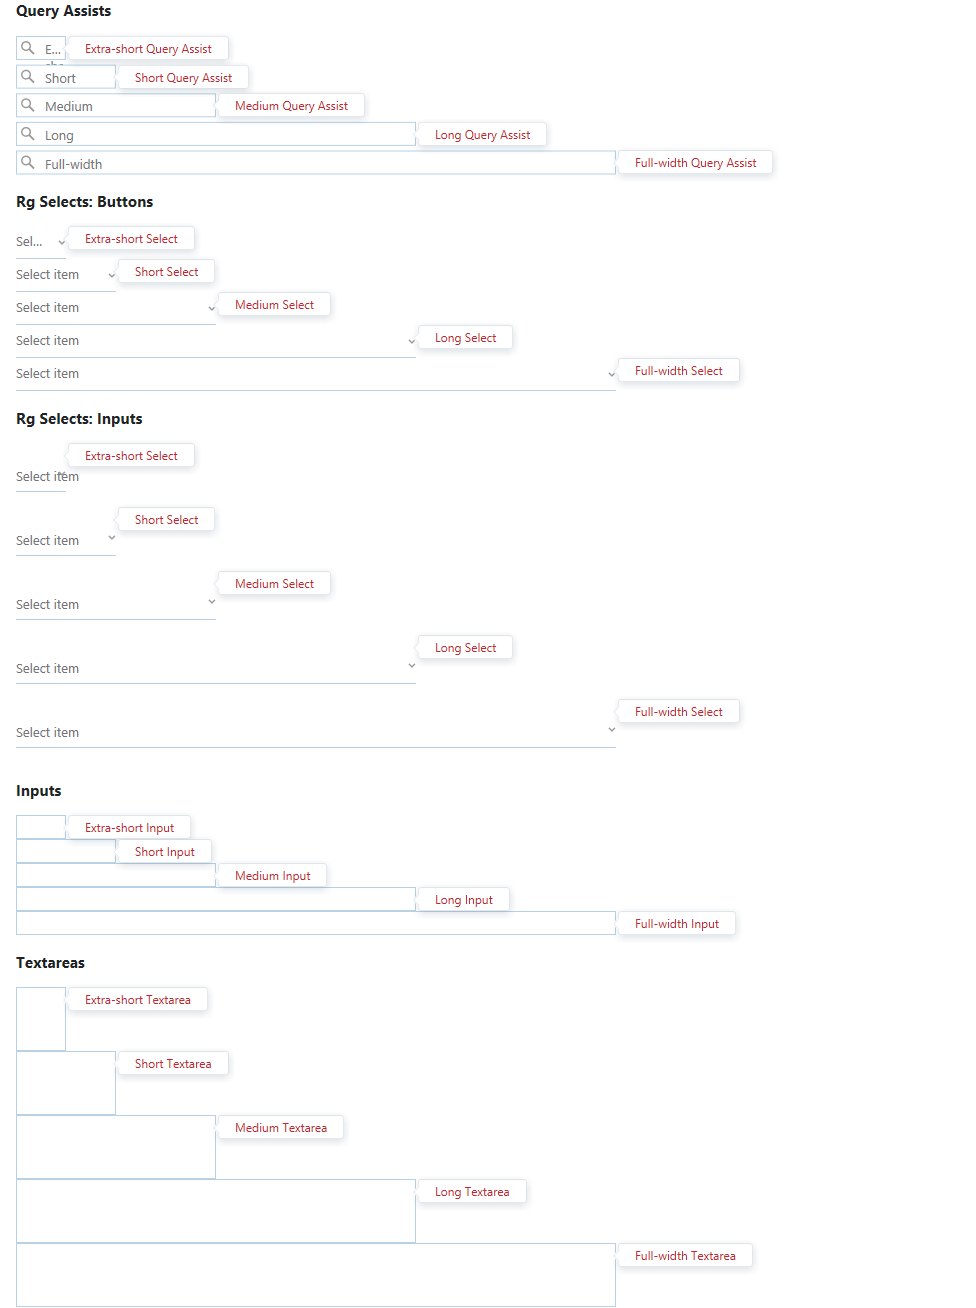 Query Assists
E... Extra-short Query Assist
Short Short Query Assist
Medium Medium Query Assist
Long Long Query Assist
Full-width Full-width Query Assist
Rg Selects: Buttons
Sel... Extra-short Select
Select item Short Select
Select item Medium Select
Select item Long Select
Select item Full-width Select
Rg Selects: Inputs
Extra-short Select
Select item
Short Select
Select item
Medium Select
Select item
Long Select
Select item
Full-width Select
Select item
Inputs
Extra-short Input
Short Input
Medium Input
Long Input
Full-width Input
Textareas
Extra-short Textarea
Short Textarea
Medium Textarea
Long Textarea
Full-width Textarea